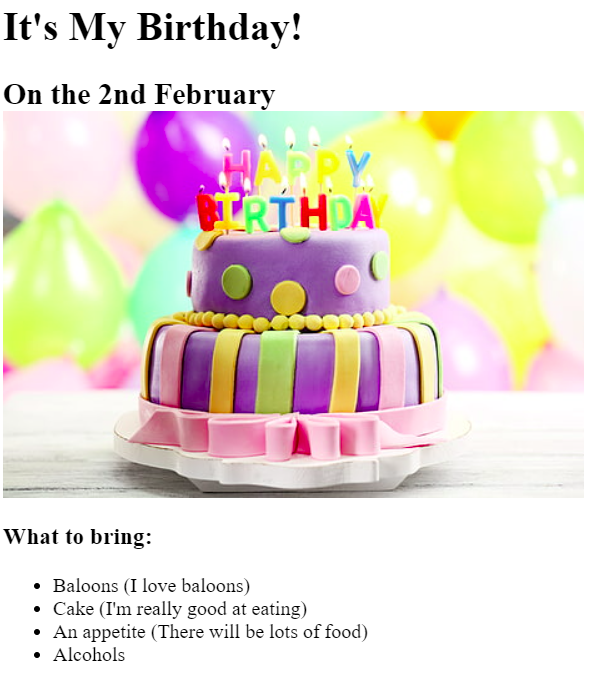 It's My Birthday!
On the 2nd February
HAPPY
BIRTHDAY
What to bring:
Baloons (I love baloons)
Cake (I'm really good at eating)
An appetite (There will be lots of food)
Alcohols